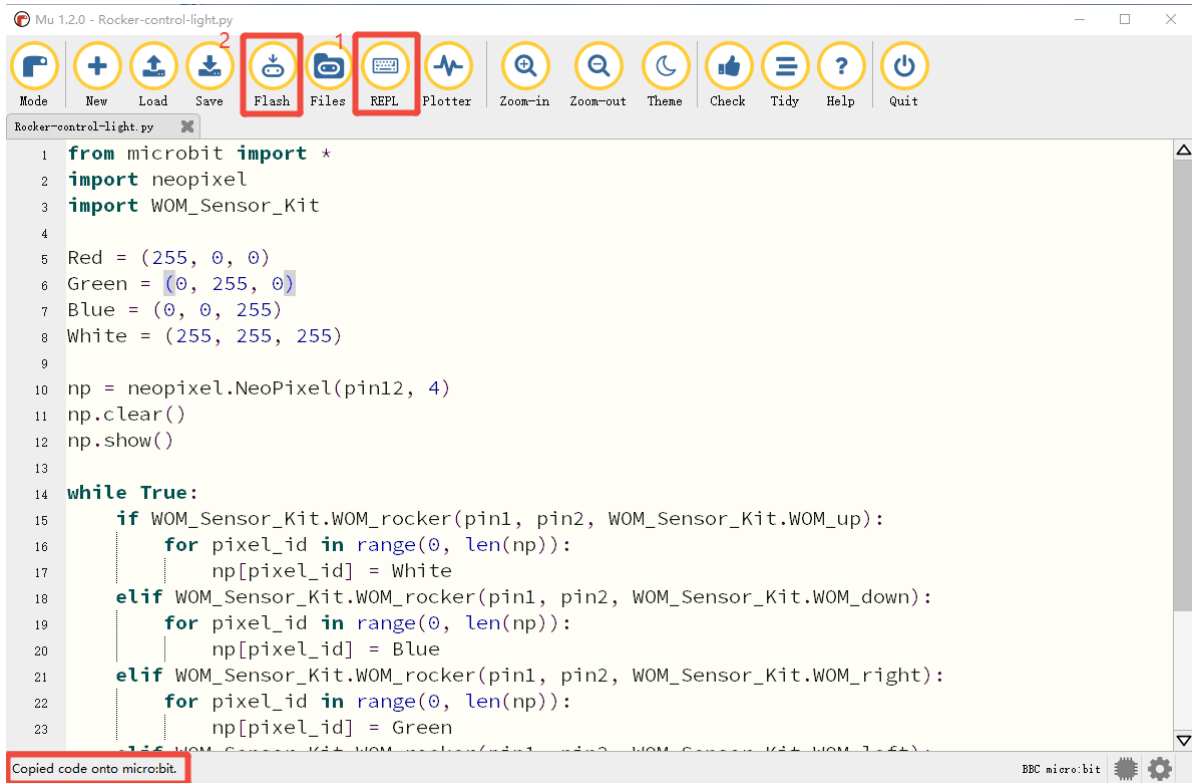 Mu 1.2.0 - Rocker-control-light.py
2 1
Mode New Load Save Flash Files REPL Plotter Zoom-in Zoom-out Theme Check Tidy Help Quit
Rocker-control-light.py
1 from microbit import *
2 import neopixel
3 import WOM_Sensor_Kit
4
5 Red = (255, 0, 0)
6 Green = (0, 255, 0)
7 Blue = (0, 0, 255)
8 White = (255, 255, 255)
9
10 np = neopixel.NeoPixel(pin12, 4)
11 np.clear()
12 np.show()
13
14 while True:
15 if WOM_Sensor_Kit.WOM_rocker(pin1, pin2, WOM_Sensor_Kit.WOM_up):
16 for pixel_id in range(0, len(np)):
17 np[pixel_id] = White
18 elif WOM_Sensor_Kit.WOM_rocker(pin1, pin2, WOM_Sensor_Kit.WOM_down):
19 for pixel_id in range(0, len(np)):
20 np[pixel_id] = Blue
21 elif WOM_Sensor_Kit.WOM_rocker(pin1, pin2, WOM_Sensor_Kit.WOM_right):
22 for pixel_id in range(0, len(np)):
23 np[pixel_id] = Green
elif WOM_Sensor_Kit.WOM_rocker(pin1, pin2, WOM_Sensor_Kit.WOM_left):
Copied code onto micro:bit.
BBC micro:bit